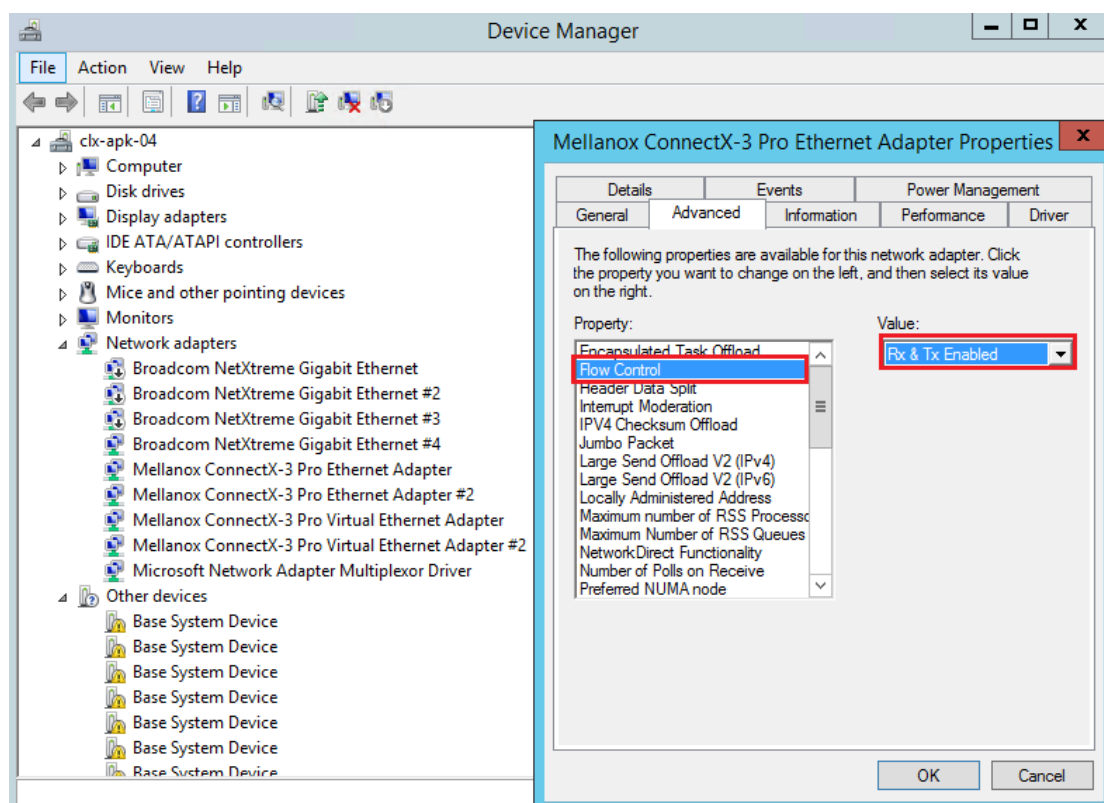 Device Manager
File Action View Help
clx-apk-04
Computer
Disk drives
Display adapters
IDE ATA/ATAPI controllers
Keyboards
Mice and other pointing devices
Monitors
Network adapters
Broadcom NetXtreme Gigabit Ethernet
Broadcom NetXtreme Gigabit Ethernet #2
Broadcom NetXtreme Gigabit Ethernet #3
Broadcom NetXtreme Gigabit Ethernet #4
Mellanox ConnectX-3 Pro Ethernet Adapter
Mellanox ConnectX-3 Pro Ethernet Adapter #2
Mellanox ConnectX-3 Pro Virtual Ethernet Adapter
Mellanox ConnectX-3 Pro Virtual Ethernet Adapter #2
Microsoft Network Adapter Multiplexor Driver
Other devices
Base System Device
Base System Device
Base System Device
Base System Device
Base System Device
Base System Device
Base System Device
Mellanox ConnectX-3 Pro Ethernet Adapter Properties
Details Events Power Management
General Advanced Information Performance Driver
The following properties are available for this network adapter. Click
the property you want to change on the left, and then select its value
on the right.
Property: Value:
Encapsulated Task Offload
Flow Control Rx & Tx Enabled
Header Data Split
Interrupt Moderation
IPV4 Checksum Offload
Jumbo Packet
Large Send Offload V2 (IPv4)
Large Send Offload V2 (IPv6)
Locally Administered Address
Maximum number of RSS Processo
Maximum Number of RSS Queues
NetworkDirect Functionality
Number of Polls on Receive
Preferred NUMA node
OK Cancel